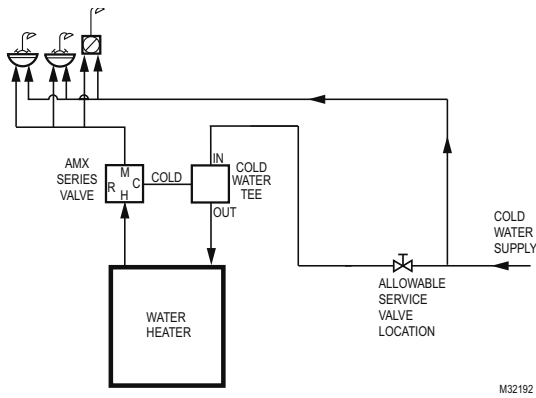 AMX
SERIES
VALVE
M
R
C
H
COLD
IN
COLD
WATER
TEE
OUT
WATER
HEATER
COLD
WATER
SUPPLY
ALLOWABLE
SERVICE
VALVE
LOCATION
M32192